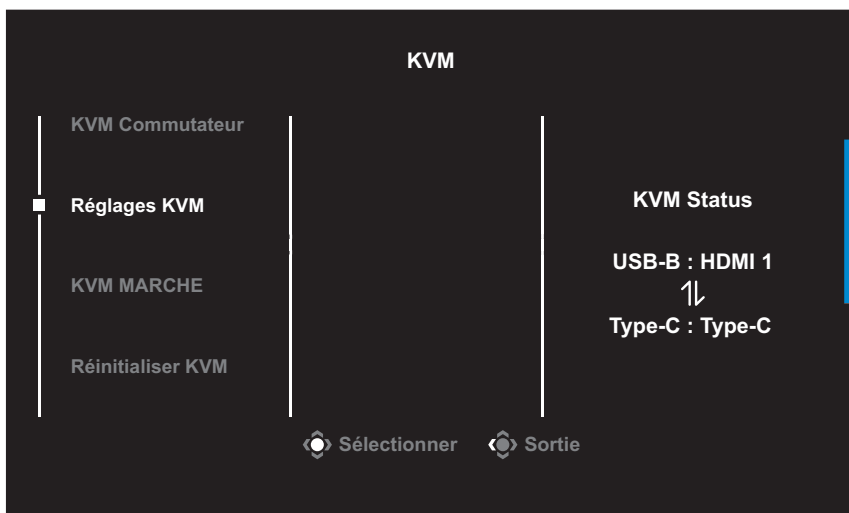 KVM
KVM Commutateur
Réglages KVM
KVM MARCHE
Réinitialiser KVM
KVM Status
USB-B : HDMI 1
Type-C : Type-C
Sélectionner
Sortie